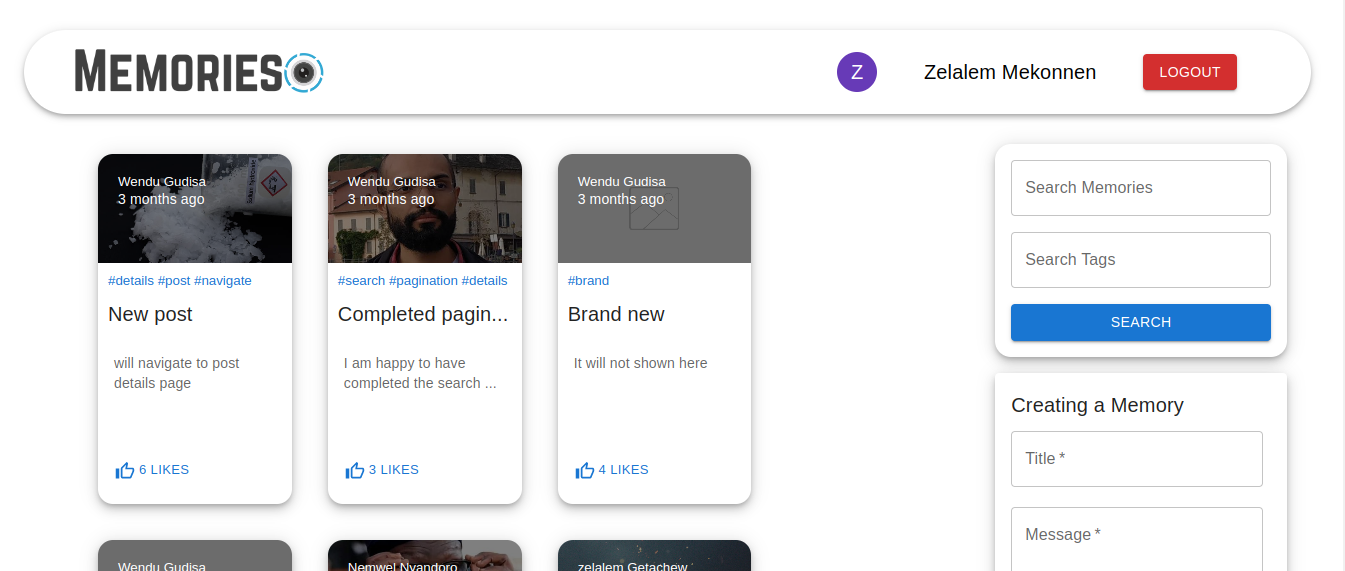 MEMORIES
Z
Zelalem Mekonnen
LOGOUT
Wendu Gudisa
3 months ago
#details #post #navigate
New post
will navigate to post
details page
6 LIKES
Wendu Gudisa
3 months ago
#search #pagination #details
Completed pagin...
I am happy to have
completed the search ...
3 LIKES
Wendu Gudisa
3 months ago
#brand
Brand new
It will not shown here
4 LIKES
Wendu Gudisa
Nemwel Nyandoro
zelalem Getachew
Search Memories
Search Tags
SEARCH
Creating a Memory
Title *
Message *